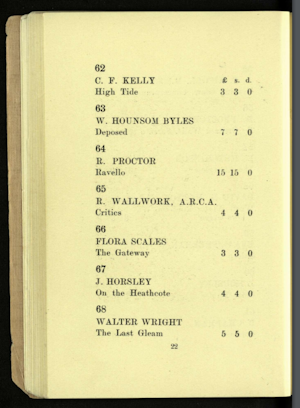 62
C. F. KELLY £ s. d.
High Tide 3 3 0
63
W. HOUNSOM BYLES
Deposed 7 7 0
64
R. PROCTOR
Ravello 15 15 0
65
R. WALLWORK, A.R.C.A.
Critics 4 4 0
66
FLORA SCALES
The Gateway 3 3 0
67
J. HORSLEY
On the Heathcote 4 4 0
68
WALTER WRIGHT
The Last Gleam 5 5 0
22